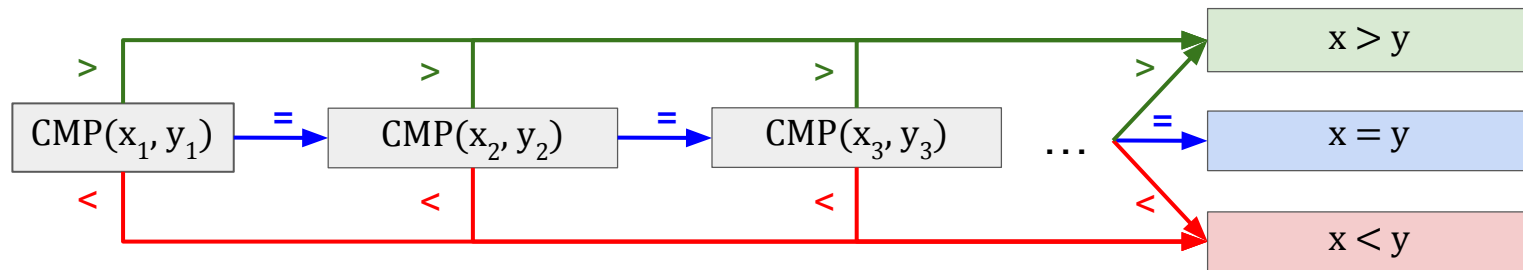 > > > > x > y
CMP(x₁, y₁) = CMP(x₂, y₂) = CMP(x₃, y₃) ... = x = y
< < < < x < y